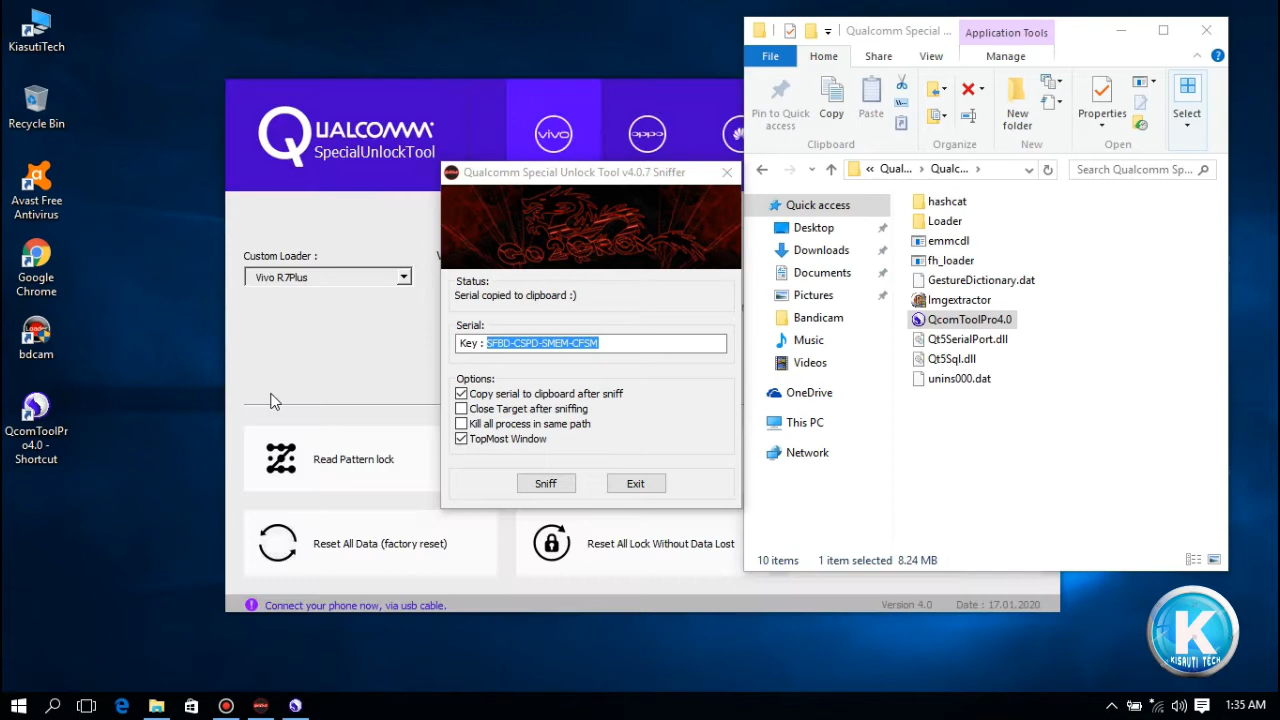 KiasutiTech
Recycle Bin
Avast Free
Antivirus
Google
Chrome
bdcam
QcomToolPr
o4.0 -
Shortcut
QUALCOMM
SpecialUnlockTool
vivo
oppo
Custom Loader :
Vivo R7Plus
Read Pattern lock
Reset All Data (factory reset)
Reset All Lock Without Data Lost
Connect your phone now, via usb cable.
Version 4.0
Date : 17.01.2020
Qualcomm Special Unlock Tool v4.0.7 Sniffer
Status:
Serial copied to clipboard :)
Serial:
Key : SFBD-CSPD-SMEM-CFSM
Options:
Copy serial to clipboard after sniff
Close Target after sniffing
Kill all process in same path
TopMost Window
Sniff
Exit
Qualcomm Special ...
Application Tools
File
Home
Share
View
Manage
Pin to Quick
access
Copy
Paste
New
folder
Properties
Select
Clipboard
Organize
New
Open
« Qual... › Qualc... ›
Search Qualcomm Sp...
Quick access
Desktop
Downloads
Documents
Pictures
Bandicam
Music
Videos
OneDrive
This PC
Network
hashcat
Loader
emmcdl
fh_loader
GestureDictionary.dat
Imgextractor
QcomToolPro4.0
Qt5SerialPort.dll
Qt5Sql.dll
unins000.dat
10 items
1 item selected
8.24 MB
K
KISAUTI TECH
1:35 AM